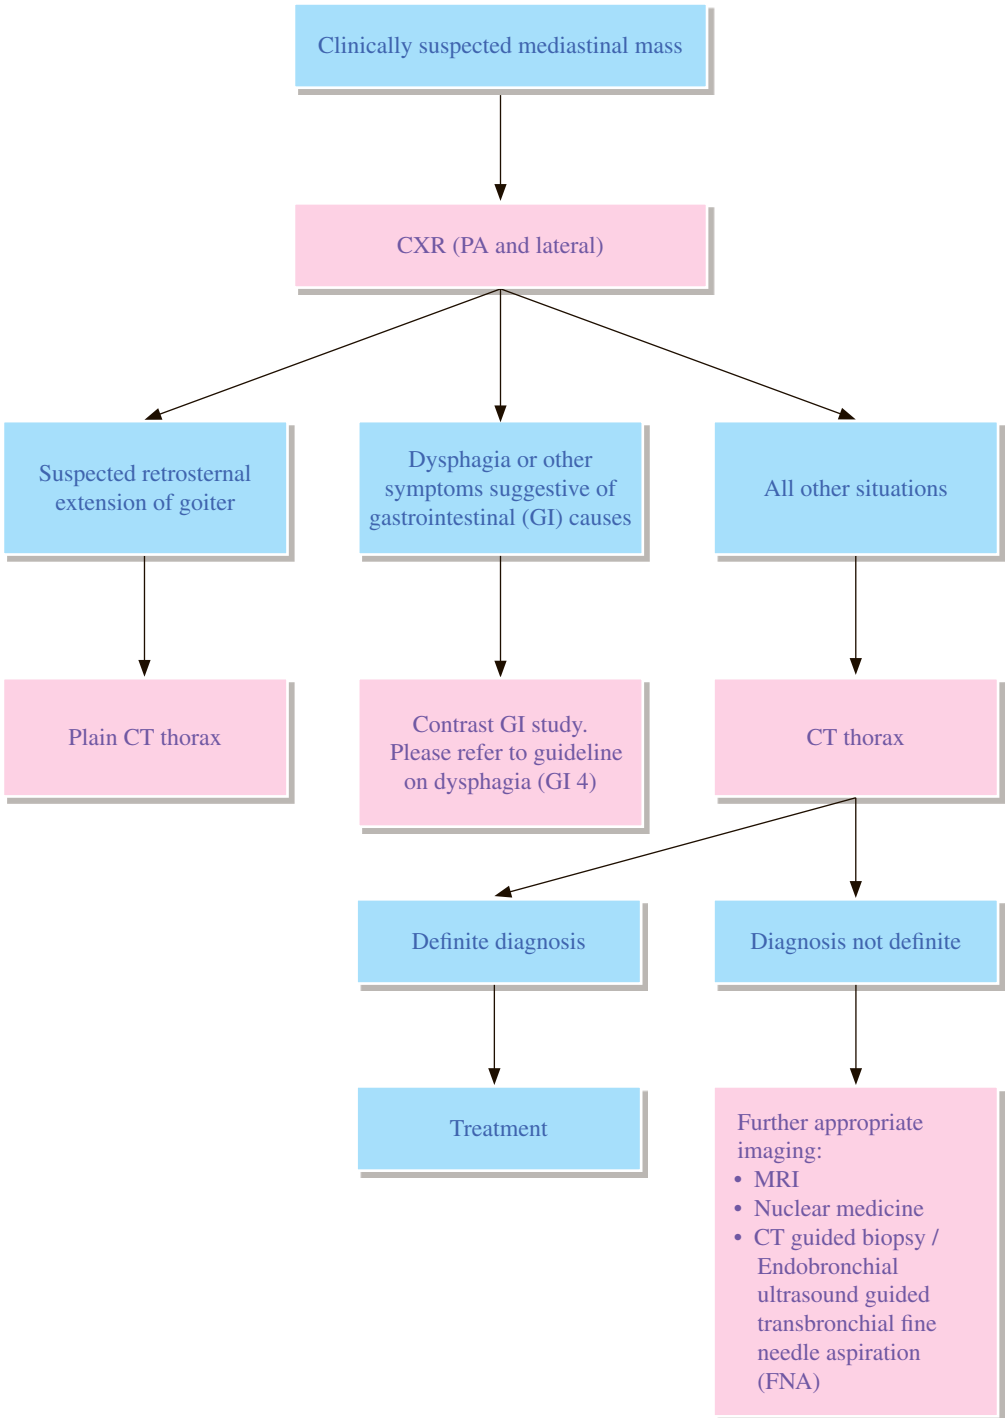 Clinically suspected mediastinal mass
CXR (PA and lateral)
Suspected retrosternal
extension of goiter
Dysphagia or other
symptoms suggestive of
gastrointestinal (GI) causes
All other situations
Plain CT thorax
Contrast GI study.
Please refer to guideline
on dysphagia (GI 4)
CT thorax
Definite diagnosis
Diagnosis not definite
Treatment
Further appropriate
imaging:
• MRI
• Nuclear medicine
• CT guided biopsy /
Endobronchial
ultrasound guided
transbronchial fine
needle aspiration
(FNA)